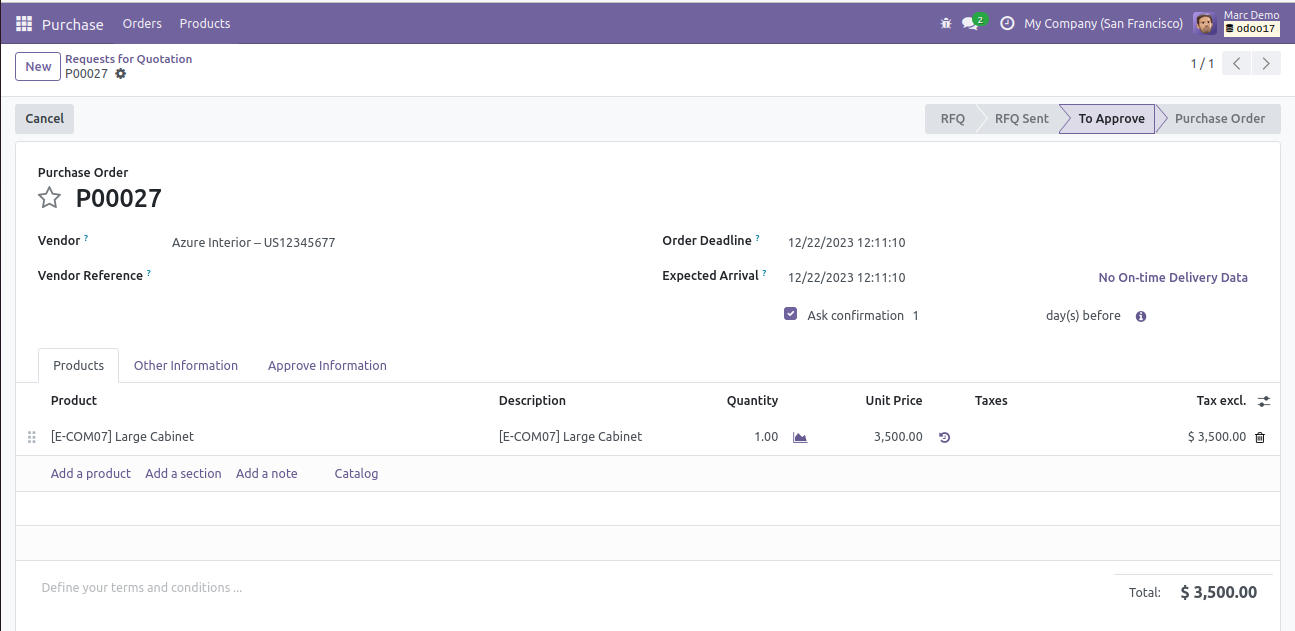 Purchase Orders Products 2 My Company (San Francisco) Marc Demo
odoo17
New Requests for Quotation
P00027 1 / 1
Cancel RFQ RFQ Sent To Approve Purchase Order
Purchase Order
P00027
Vendor ? Azure Interior – US12345677 Order Deadline ? 12/22/2023 12:11:10
Vendor Reference ? Expected Arrival ? 12/22/2023 12:11:10 No On-time Delivery Data
Ask confirmation 1 day(s) before
Products Other Information Approve Information
Product Description Quantity Unit Price Taxes Tax excl.
[E-COM07] Large Cabinet [E-COM07] Large Cabinet 1.00 3,500.00 $ 3,500.00
Add a product Add a section Add a note Catalog
Define your terms and conditions ... Total: $ 3,500.00